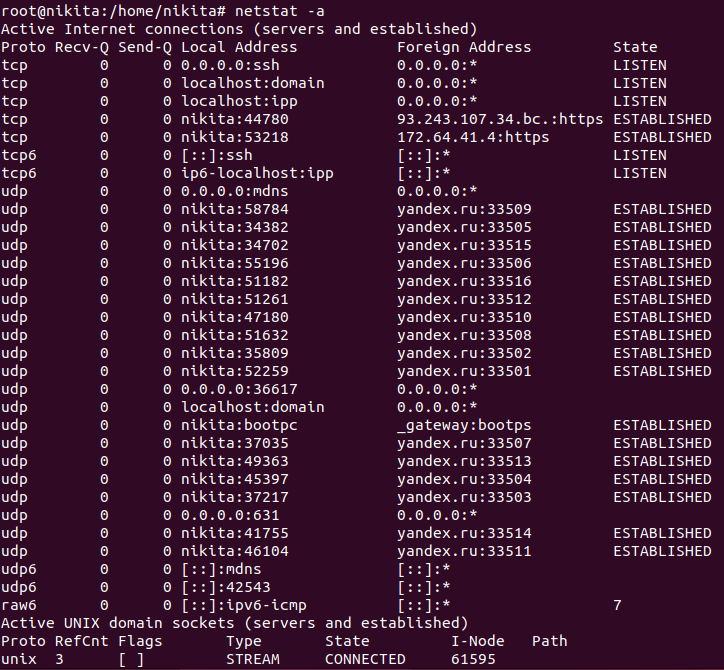 root@nikita:/home/nikita# netstat -a
Active Internet connections (servers and established)
Proto Recv-Q Send-Q Local Address           Foreign Address         State
tcp        0      0 0.0.0.0:ssh             0.0.0.0:*               LISTEN
tcp        0      0 localhost:domain        0.0.0.0:*               LISTEN
tcp        0      0 localhost:ipp           0.0.0.0:*               LISTEN
tcp        0      0 nikita:44780            93.243.107.34.bc.:https ESTABLISHED
tcp        0      0 nikita:53218            172.64.41.4:https       ESTABLISHED
tcp6       0      0 [::]:ssh                [::]:*                  LISTEN
tcp6       0      0 ip6-localhost:ipp       [::]:*                  LISTEN
udp        0      0 0.0.0.0:mdns            0.0.0.0:*
udp        0      0 nikita:58784            yandex.ru:33509         ESTABLISHED
udp        0      0 nikita:34382            yandex.ru:33505         ESTABLISHED
udp        0      0 nikita:34702            yandex.ru:33515         ESTABLISHED
udp        0      0 nikita:55196            yandex.ru:33506         ESTABLISHED
udp        0      0 nikita:51182            yandex.ru:33516         ESTABLISHED
udp        0      0 nikita:51261            yandex.ru:33512         ESTABLISHED
udp        0      0 nikita:47180            yandex.ru:33510         ESTABLISHED
udp        0      0 nikita:51632            yandex.ru:33508         ESTABLISHED
udp        0      0 nikita:35809            yandex.ru:33502         ESTABLISHED
udp        0      0 nikita:52259            yandex.ru:33501         ESTABLISHED
udp        0      0 0.0.0.0:36617           0.0.0.0:*
udp        0      0 localhost:domain        0.0.0.0:*
udp        0      0 nikita:bootpc           _gateway:bootps         ESTABLISHED
udp        0      0 nikita:37035            yandex.ru:33507         ESTABLISHED
udp        0      0 nikita:49363            yandex.ru:33513         ESTABLISHED
udp        0      0 nikita:45397            yandex.ru:33504         ESTABLISHED
udp        0      0 nikita:37217            yandex.ru:33503         ESTABLISHED
udp        0      0 0.0.0.0:631             0.0.0.0:*
udp        0      0 nikita:41755            yandex.ru:33514         ESTABLISHED
udp        0      0 nikita:46104            yandex.ru:33511         ESTABLISHED
udp6       0      0 [::]:mdns               [::]:*
udp6       0      0 [::]:42543              [::]:*
raw6       0      0 [::]:ipv6-icmp          [::]:*                  7
Active UNIX domain sockets (servers and established)
Proto RefCnt Flags       Type       State         I-Node   Path
unix  3      [ ]         STREAM     CONNECTED     61595